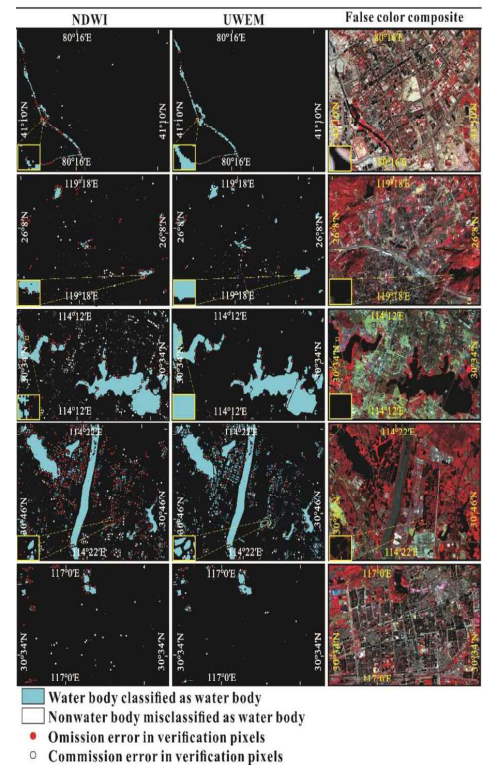 NDWI UWEM False color composite
80°16'E 80°16'E 80°16'E
41°10'N 41°10'N 41°10'N 41°10'N
80°16'E 80°16'E 80°16'E
119°18'E 119°18'E 119°18'E
26°8'N 26°8'N 26°8'N 26°8'N 26°8'N
119°18'E 119°18'E 119°18'E
114°12'E 114°12'E 114°12'E
30°34'N 30°34'N 30°34'N 30°34'N
114°12'E 114°12'E 114°12'E
114°22'E 114°22'E 114°22'E
30°46'N 30°46'N 30°46'N 30°46'N 30°46'N
114°22'E 114°22'E 114°22'E
117°0'E 117°0'E 117°0'E
30°34'N 30°34'N 30°34'N 30°34'N
117°0'E 117°0'E 117°0'E
Water body classified as water body
Nonwater body misclassified as water body
Omission error in verification pixels
Commission error in verification pixels